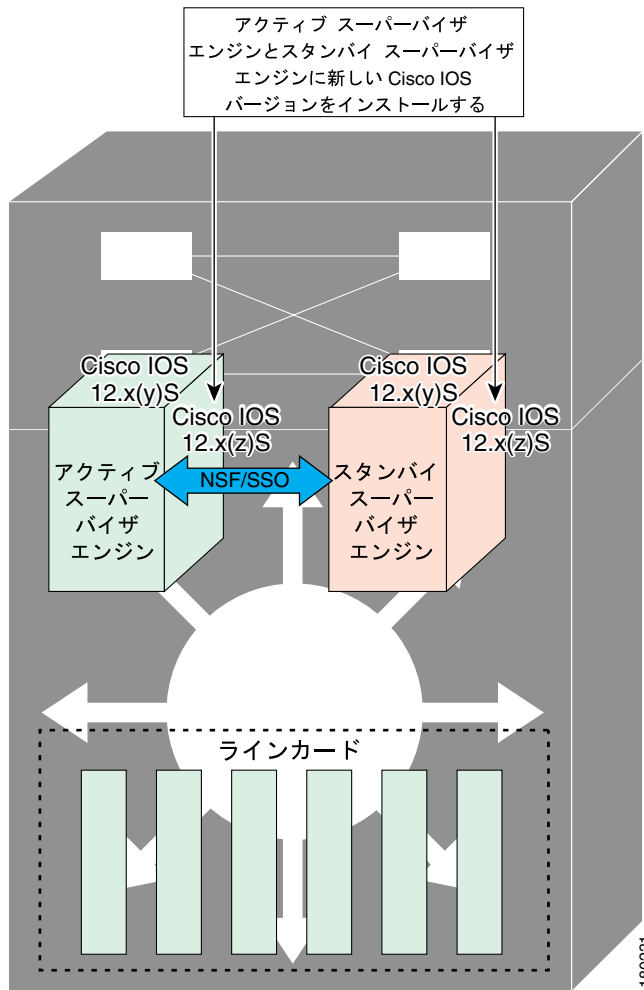 アクティブ スーパーバイザ
エンジンとスタンバイ スーパーバイザ
エンジンに新しい Cisco IOS
バージョンをインストールする
Cisco IOS
12.x(y)S
Cisco IOS
12.x(z)S
Cisco IOS
12.x(y)S
Cisco IOS
12.x(z)S
アクティブ
スーパー
バイザ
エンジン
NSF/SSO
スタンバイ
スーパー
バイザ
エンジン
ラインカード